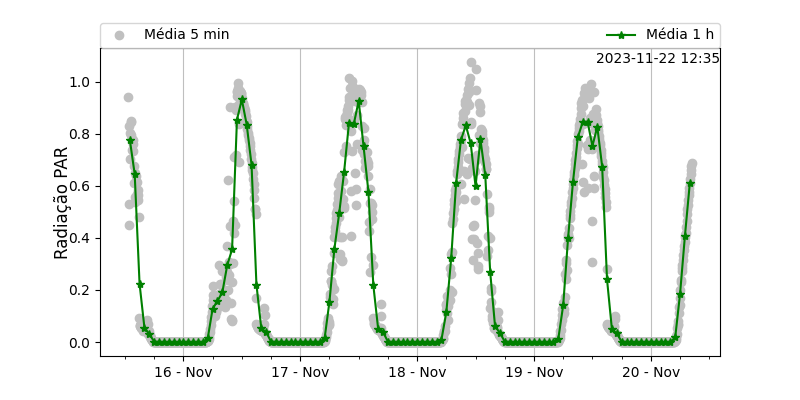 Média 5 min
Média 1 h
2023-11-22 12:35
Radiação PAR
1.0
0.8
0.6
0.4
0.2
0.0
16 - Nov
17 - Nov
18 - Nov
19 - Nov
20 - Nov